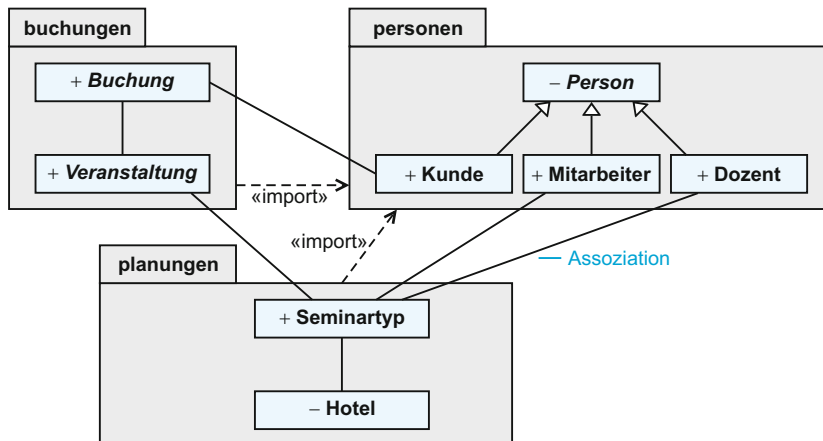 buchungen
personen
+ Buchung
− Person
+ Veranstaltung
+ Kunde
+ Mitarbeiter
+ Dozent
«import»
«import»
planungen
Assoziation
+ Seminartyp
− Hotel